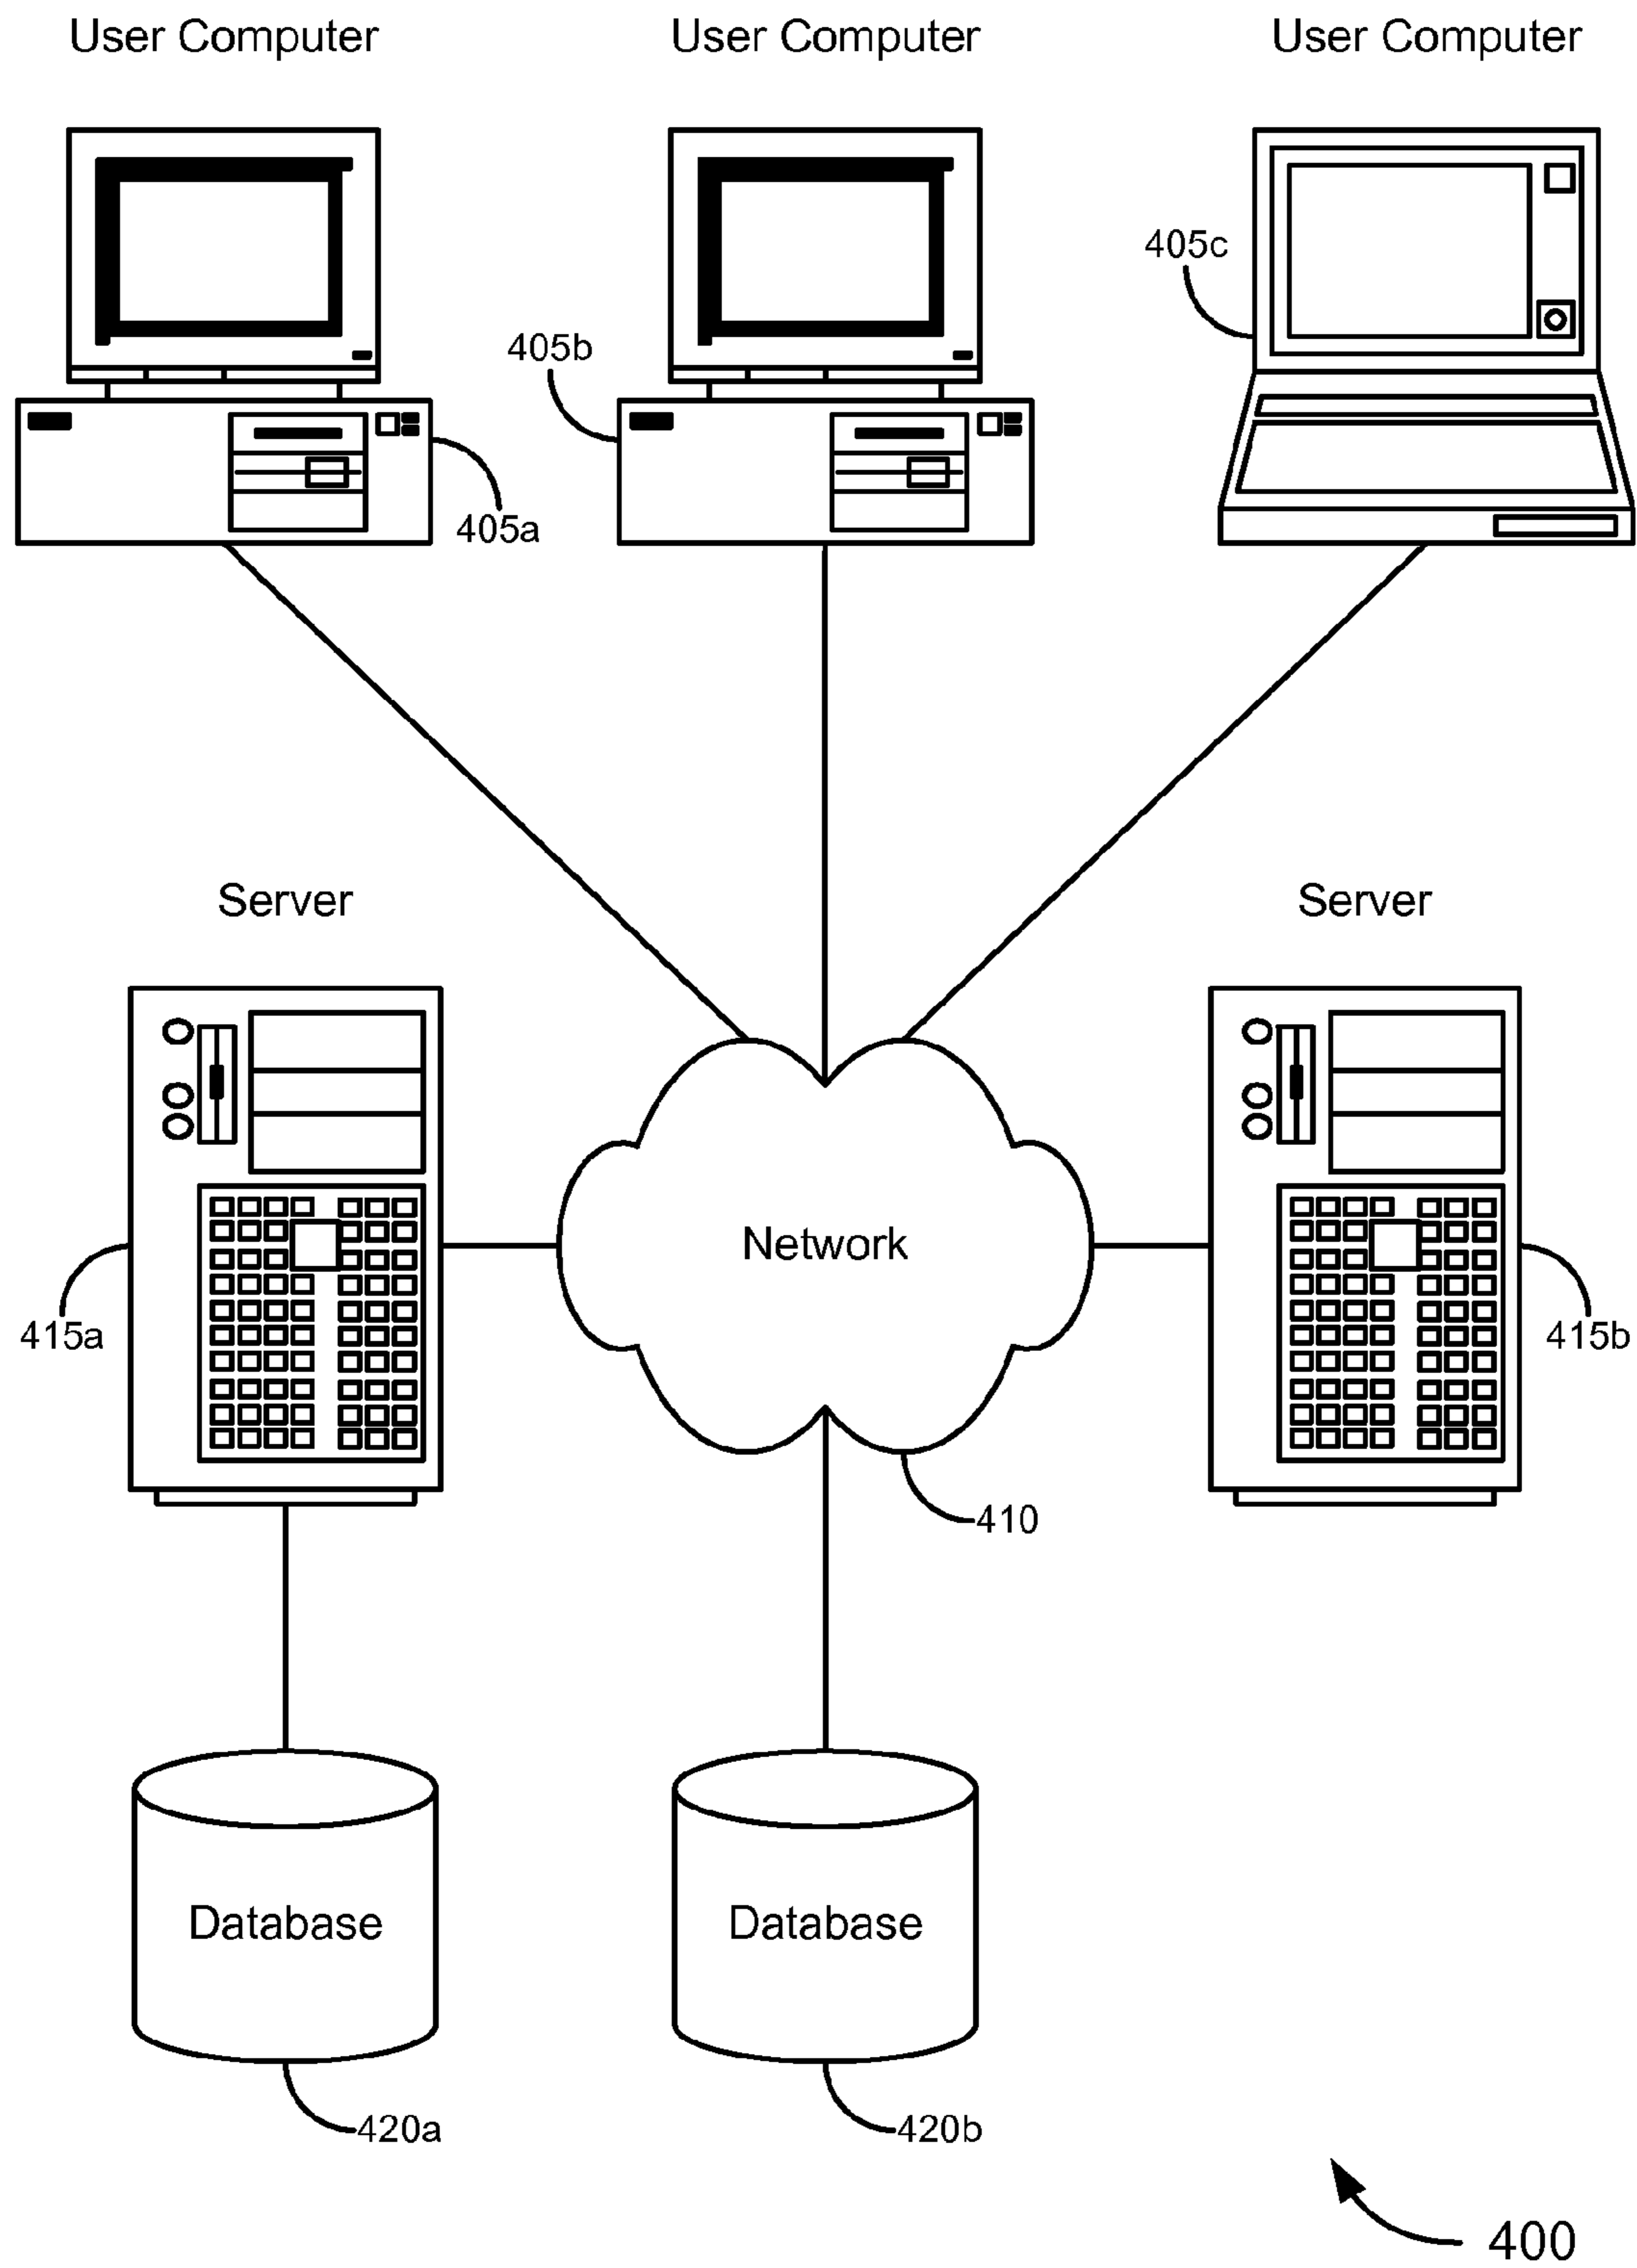 User Computer
User Computer
User Computer
405c
405b
405a
Server
Server
Network
415a
415b
410
Database
Database
420a
420b
400